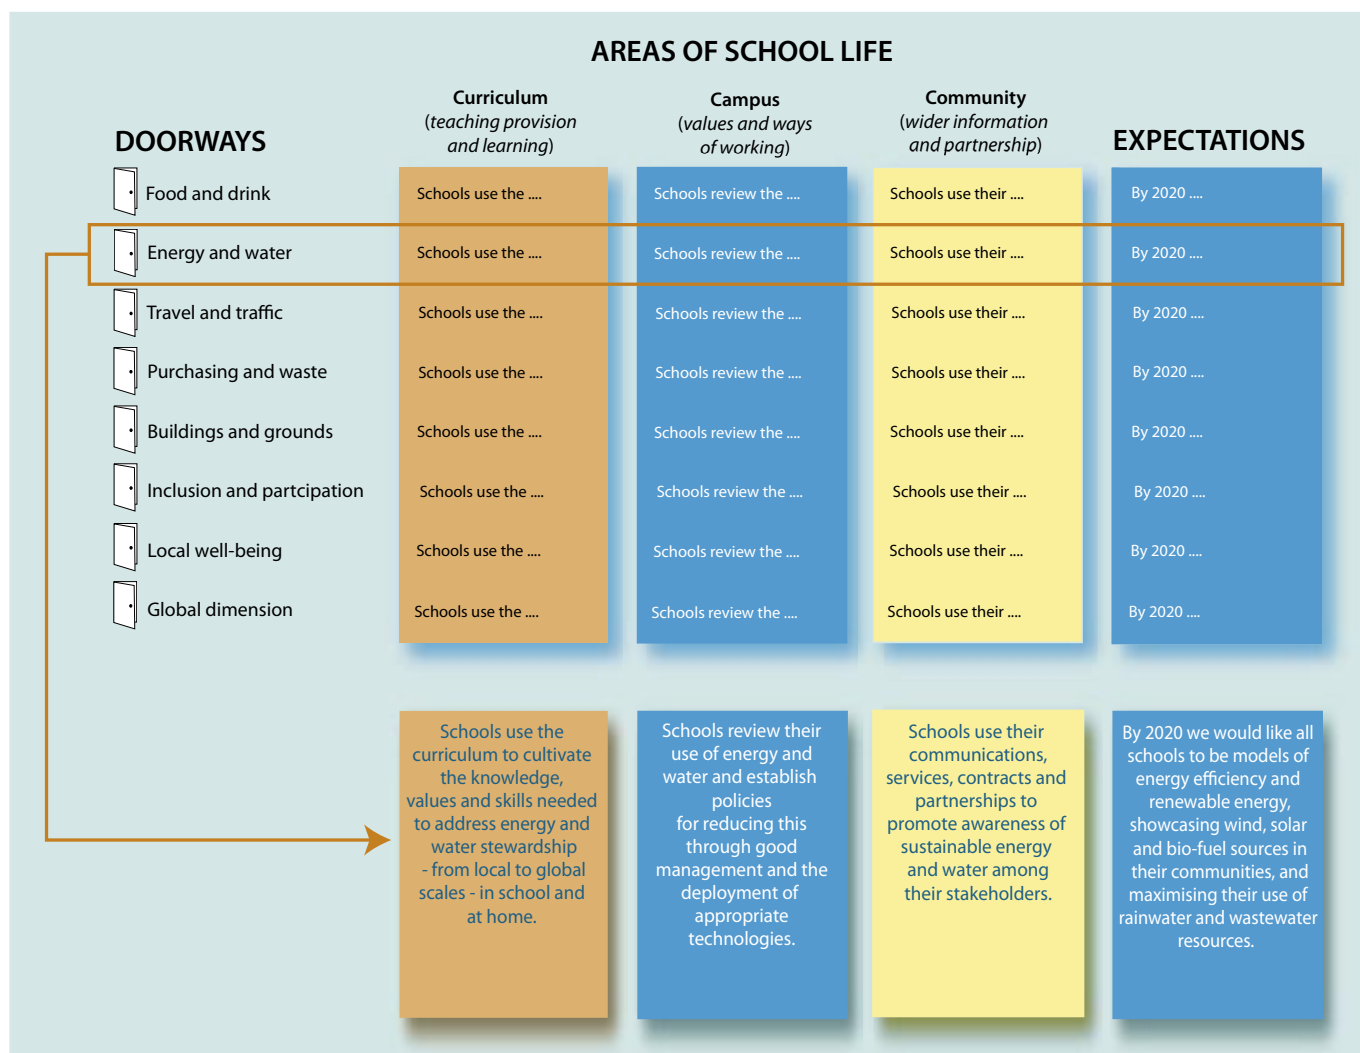 AREAS OF SCHOOL LIFE
DOORWAYS
Curriculum
(teaching provision
and learning)
Campus
(values and ways
of working)
Community
(wider information
and partnership)
EXPECTATIONS
Food and drink
Schools use the ....
Schools review the ....
Schools use their ....
By 2020 ....
Energy and water
Schools use the ....
Schools review the ....
Schools use their ....
By 2020 ....
Travel and traffic
Schools use the ....
Schools review the ....
Schools use their ....
By 2020 ....
Purchasing and waste
Schools use the ....
Schools review the ....
Schools use their ....
By 2020 ....
Buildings and grounds
Schools use the ....
Schools review the ....
Schools use their ....
By 2020 ....
Inclusion and partcipation
Schools use the ....
Schools review the ....
Schools use their ....
By 2020 ....
Local well-being
Schools use the ....
Schools review the ....
Schools use their ....
By 2020 ....
Global dimension
Schools use the ....
Schools review the ....
Schools use their ....
By 2020 ....
Schools use the
curriculum to cultivate
the knowledge,
values and skills needed
to address energy and
water stewardship
- from local to global
scales - in school and
at home.
Schools review their
use of energy and
water and establish
policies
for reducing this
through good
management and the
deployment of
appropriate
technologies.
Schools use their
communications,
services, contracts and
partnerships to
promote awareness of
sustainable energy
and water among
their stakeholders.
By 2020 we would like all
schools to be models of
energy efficiency and
renewable energy,
showcasing wind, solar
and bio-fuel sources in
their communities, and
maximising their use of
rainwater and wastewater
resources.